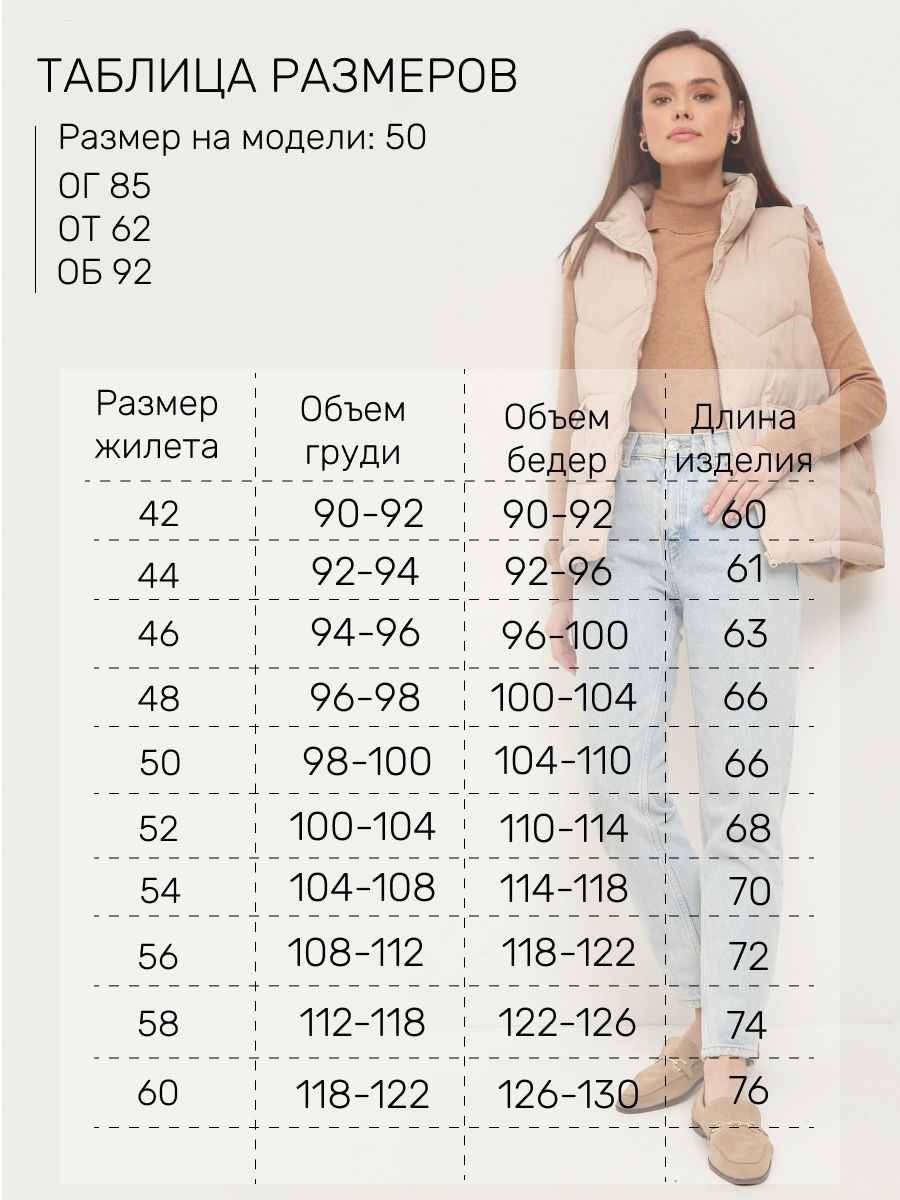 ТАБЛИЦА РАЗМЕРОВ
Размер на модели: 50
ОГ 85
ОТ 62
ОБ 92
Размер жилета Объем груди Объем бедер Длина изделия
42 90-92 90-92 60
44 92-94 92-96 61
46 94-96 96-100 63
48 96-98 100-104 66
50 98-100 104-110 66
52 100-104 110-114 68
54 104-108 114-118 70
56 108-112 118-122 72
58 112-118 122-126 74
60 118-122 126-130 76